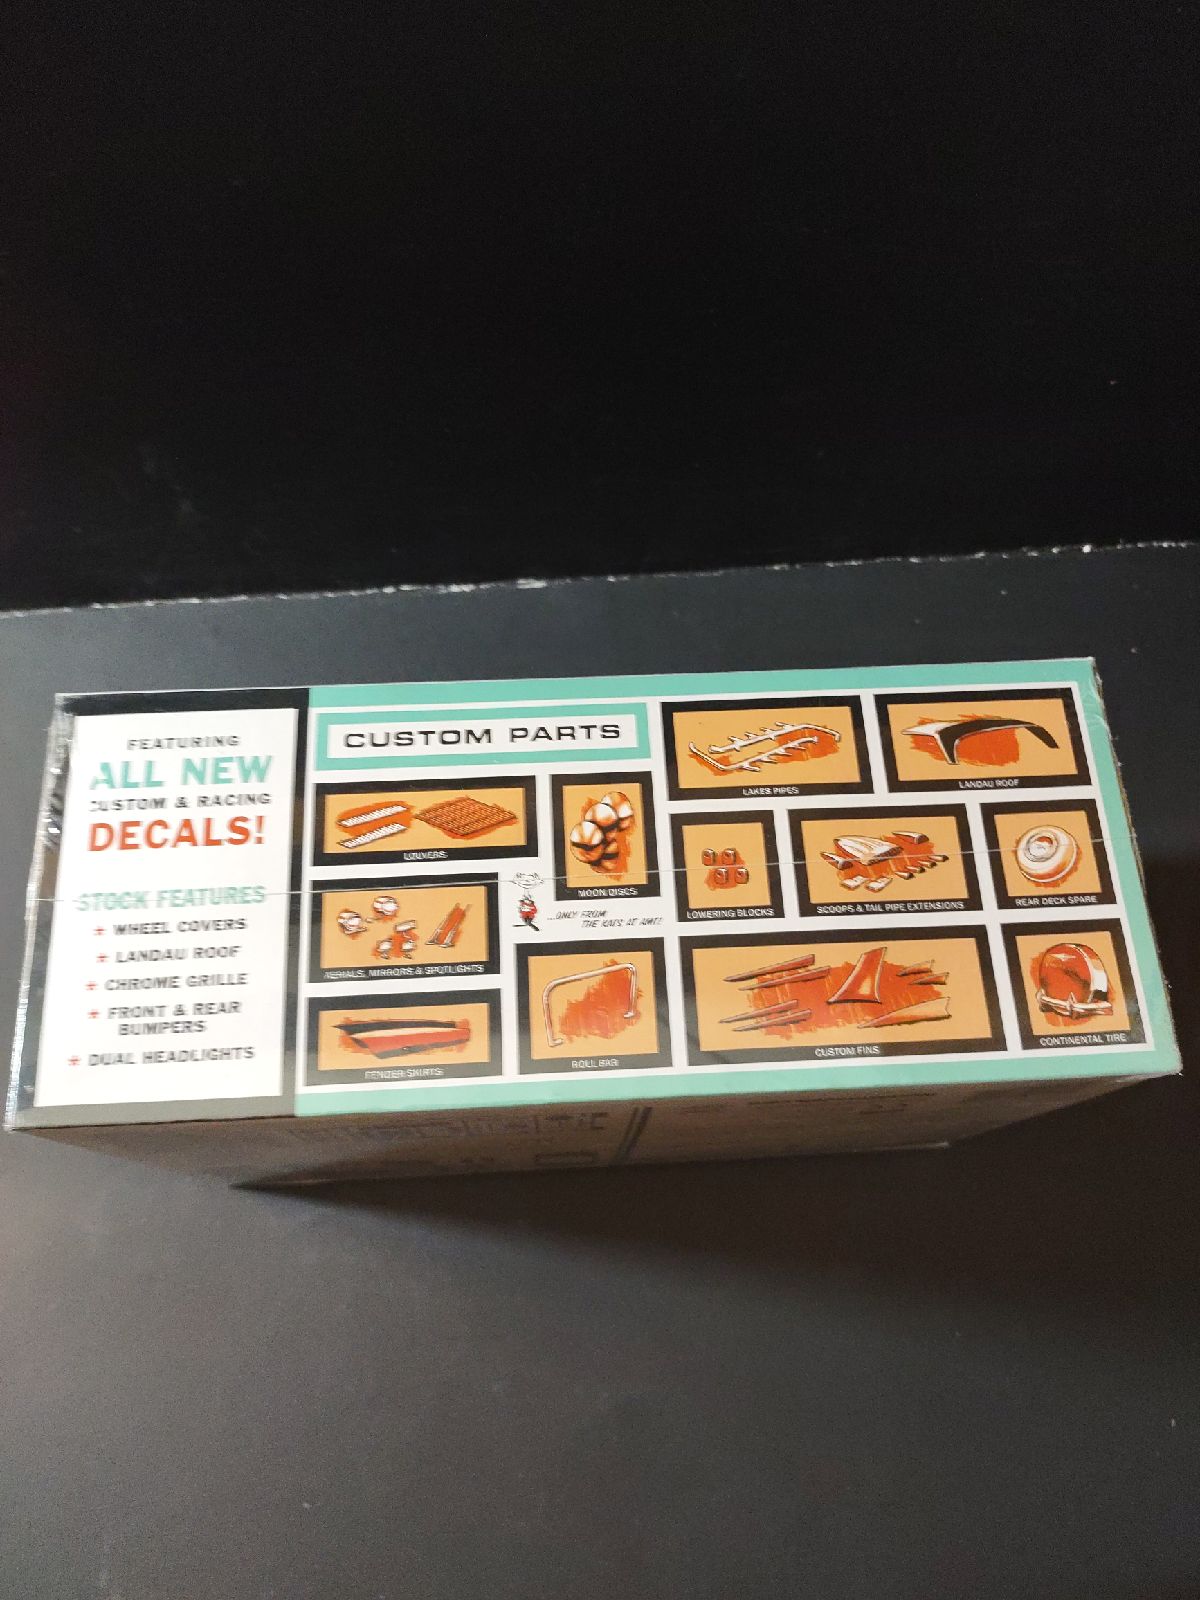 FEATURING
ALL NEW
CUSTOM & RACING
DECALS!
STOCK FEATURES
WHEEL COVERS
LANDAU ROOF
CHROME GRILLE
FRONT & REAR
BUMPERS
DUAL HEADLIGHTS
CUSTOM PARTS
LAKES PIPES
LANDAU ROOF
LOUVERS
MOON DISCS
LOWERING BLOCKS
SCOOPS & TAIL PIPE EXTENSIONS
REAR DECK SPARE
AERIALS, MIRRORS & SPOTLIGHTS
...ONLY FROM
THE KATS AT AMT!
FENDER SKIRTS
ROLL BAR
CUSTOM FINS
CONTINENTAL TIRE